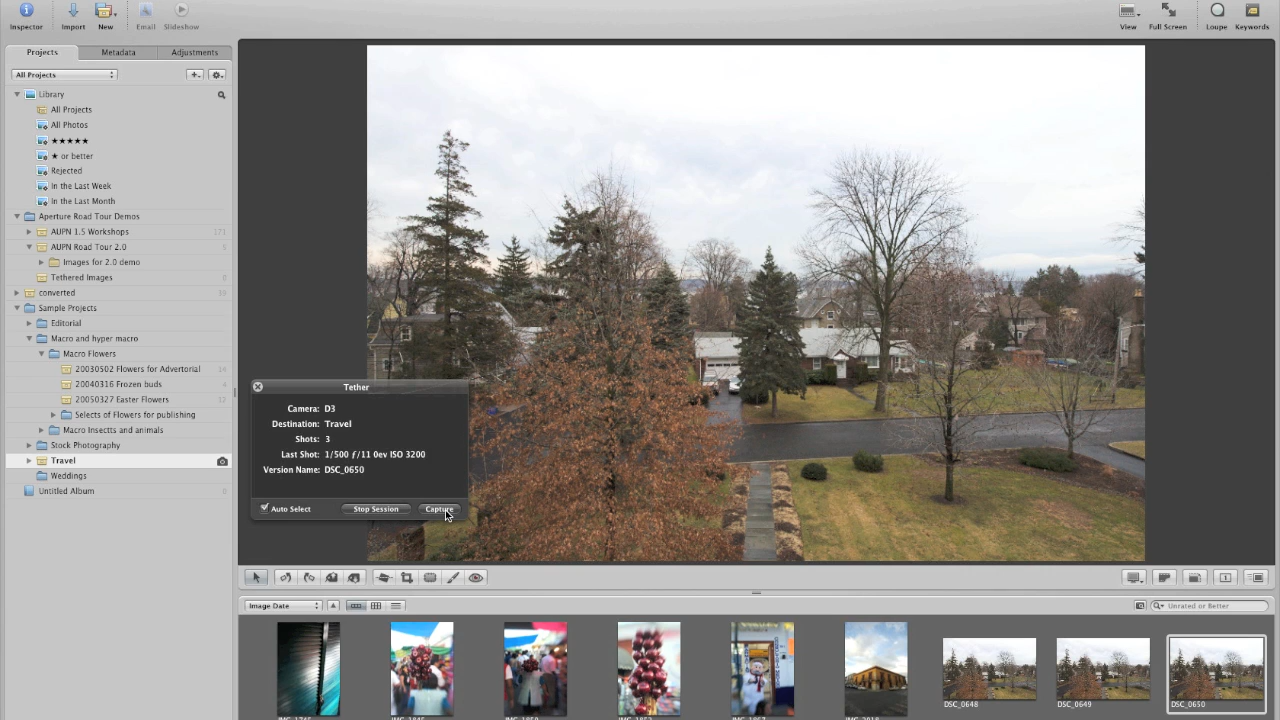 Inspector Import New Email Slideshow View Full Screen Loupe Keywords
Projects Metadata Adjustments
All Projects
Library
All Projects
All Photos
★★★★★
★ or better
Rejected
In the Last Week
In the Last Month
Aperture Road Tour Demos
AUPN 1.5 Workshops 171
AUPN Road Tour 2.0
Images for 2.0 demo
Tethered Images
converted
Sample Projects
Editorial
Macro and hyper macro
Macro Flowers
20030502 Flowers for Advertorial
20040316 Frozen buds
20050327 Easter Flowers
Selects of Flowers for publishing
Macro Insectts and animals
Stock Photography
Travel
Weddings
Untitled Album
Tether
Camera: D3
Destination: Travel
Shots: 3
Last Shot: 1/500 ƒ/11 0ev ISO 3200
Version Name: DSC_0650
Auto Select Stop Session Capture
Image Date Unrated or Better
DSC_0648 DSC_0649 DSC_0650